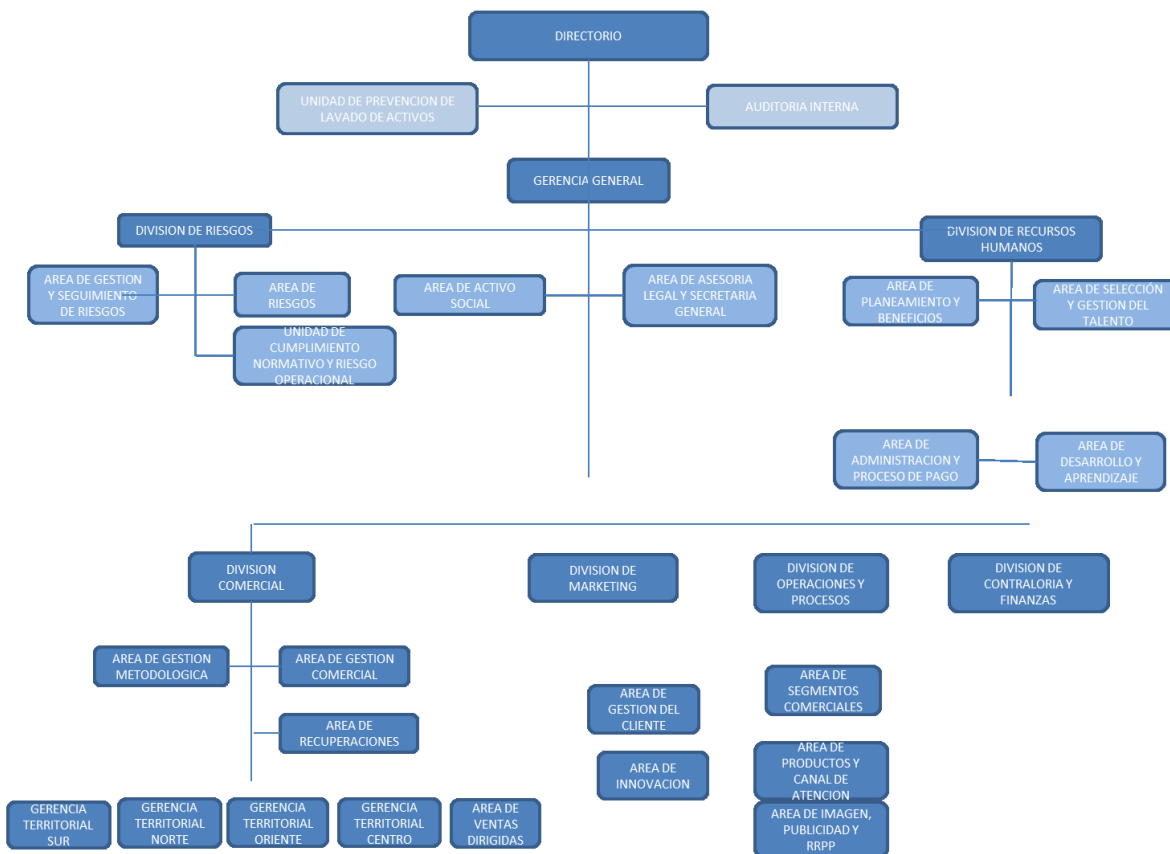 DIRECTORIO
UNIDAD DE PREVENCION DE
LAVADO DE ACTIVOS
AUDITORIA INTERNA
GERENCIA GENERAL
DIVISION DE RIESGOS
DIVISION DE RECURSOS
HUMANOS
AREA DE GESTION
Y SEGUIMIENTO
DE RIESGOS
AREA DE
RIESGOS
AREA DE ACTIVO
SOCIAL
AREA DE ASESORIA
LEGAL Y SECRETARIA
GENERAL
AREA DE
PLANEAMIENTO Y
BENEFICIOS
AREA DE SELECCIÓN
Y GESTION DEL
TALENTO
UNIDAD DE
CUMPLIMIENTO
NORMATIVO Y RIESGO
OPERACIONAL
AREA DE
ADMINISTRACION Y
PROCESO DE PAGO
AREA DE
DESARROLLO Y
APRENDIZAJE
DIVISION
COMERCIAL
DIVISION DE
MARKETING
DIVISION DE
OPERACIONES Y
PROCESOS
DIVISION DE
CONTRALORIA Y
FINANZAS
AREA DE GESTION
METODOLOGICA
AREA DE GESTION
COMERCIAL
AREA DE
GESTION DEL
CLIENTE
AREA DE
SEGMENTOS
COMERCIALES
AREA DE
RECUPERACIONES
AREA DE
INNOVACION
AREA DE
PRODUCTOS Y
CANAL DE
ATENCION
GERENCIA
TERRITORIAL
SUR
GERENCIA
TERRITORIAL
NORTE
GERENCIA
TERRITORIAL
ORIENTE
GERENCIA
TERRITORIAL
CENTRO
AREA DE
VENTAS
DIRIGIDAS
AREA DE IMAGEN,
PUBLICIDAD Y
RRPP